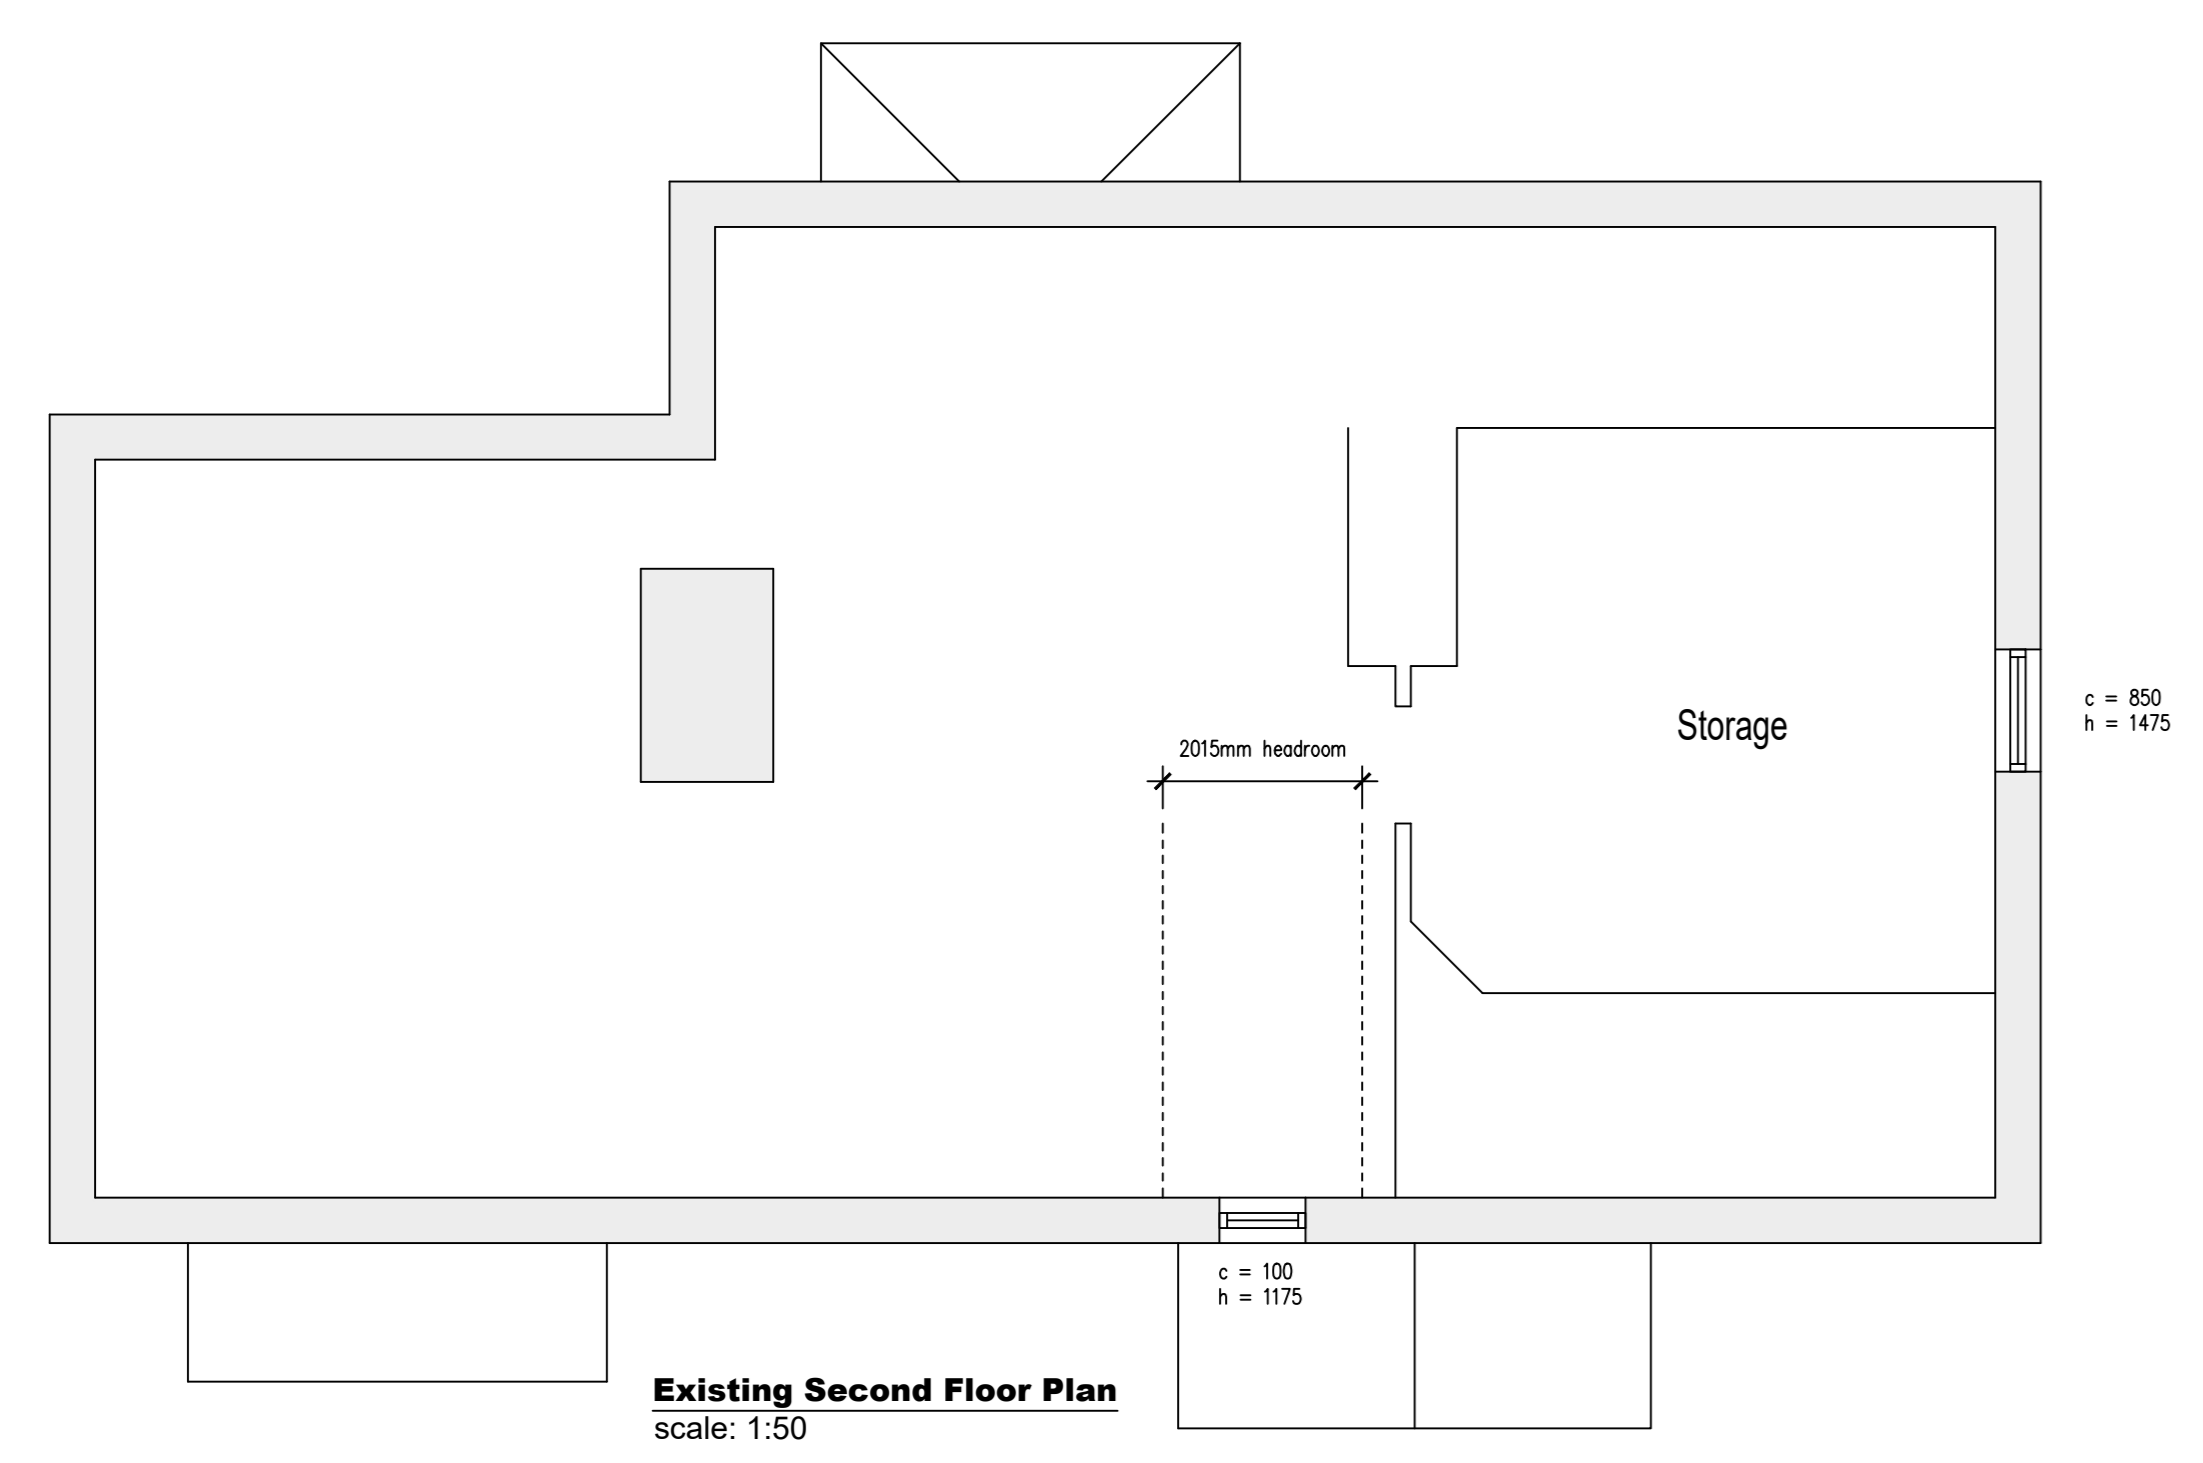 Storage
c = 850
h = 1475
2015mm headroom
c = 100
h = 1175
Existing Second Floor Plan
scale: 1:50